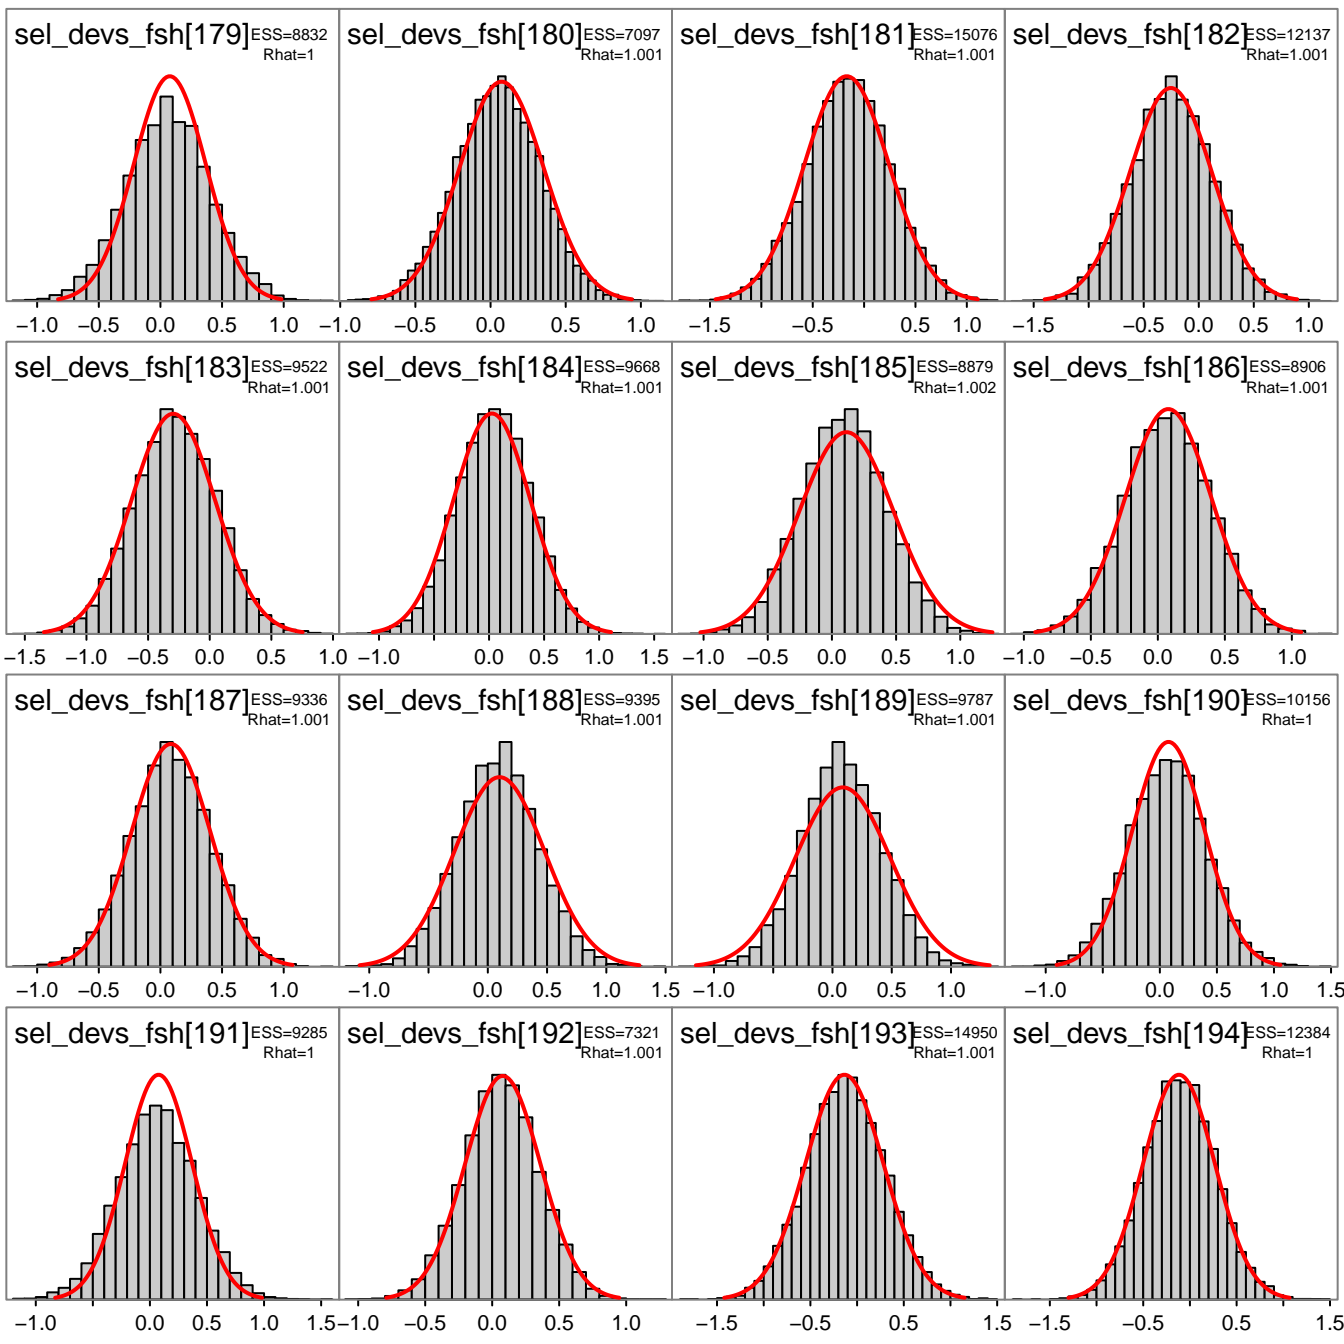 sel_devs_fsh[179] ESS=8832
Rhat=1
sel_devs_fsh[180] ESS=7097
Rhat=1.001
sel_devs_fsh[181] ESS=15076
Rhat=1.001
sel_devs_fsh[182] ESS=12137
Rhat=1.001
−1.0 −0.5 0.0 0.5 1.0
−1.0 0.0 0.5 1.0
−1.5 −0.5 0.0 0.5 1.0
−1.5 −0.5 0.0 0.5 1.0
sel_devs_fsh[183] ESS=9522
Rhat=1.001
sel_devs_fsh[184] ESS=9668
Rhat=1.001
sel_devs_fsh[185] ESS=8879
Rhat=1.002
sel_devs_fsh[186] ESS=8906
Rhat=1.001
−1.5 −1.0 −0.5 0.0 0.5 1.0
−1.0 0.0 0.5 1.0 1.5
−1.0 −0.5 0.0 0.5 1.0
−1.0 −0.5 0.0 0.5 1.0
sel_devs_fsh[187] ESS=9336
Rhat=1.001
sel_devs_fsh[188] ESS=9395
Rhat=1.001
sel_devs_fsh[189] ESS=9787
Rhat=1.001
sel_devs_fsh[190] ESS=10156
Rhat=1
−1.0 −0.5 0.0 0.5 1.0
−1.0 0.0 0.5 1.0 1.5
−1.0 0.0 0.5 1.0
−1.0 0.0 0.5 1.0 1.5
sel_devs_fsh[191] ESS=9285
Rhat=1
sel_devs_fsh[192] ESS=7321
Rhat=1.001
sel_devs_fsh[193] ESS=14950
Rhat=1.001
sel_devs_fsh[194] ESS=12384
Rhat=1
−1.0 0.0 0.5 1.0 1.5
−1.0 −0.5 0.0 0.5 1.0
−1.5 −0.5 0.5 1.0 1.5
−1.5 −0.5 0.5 1.0 1.5